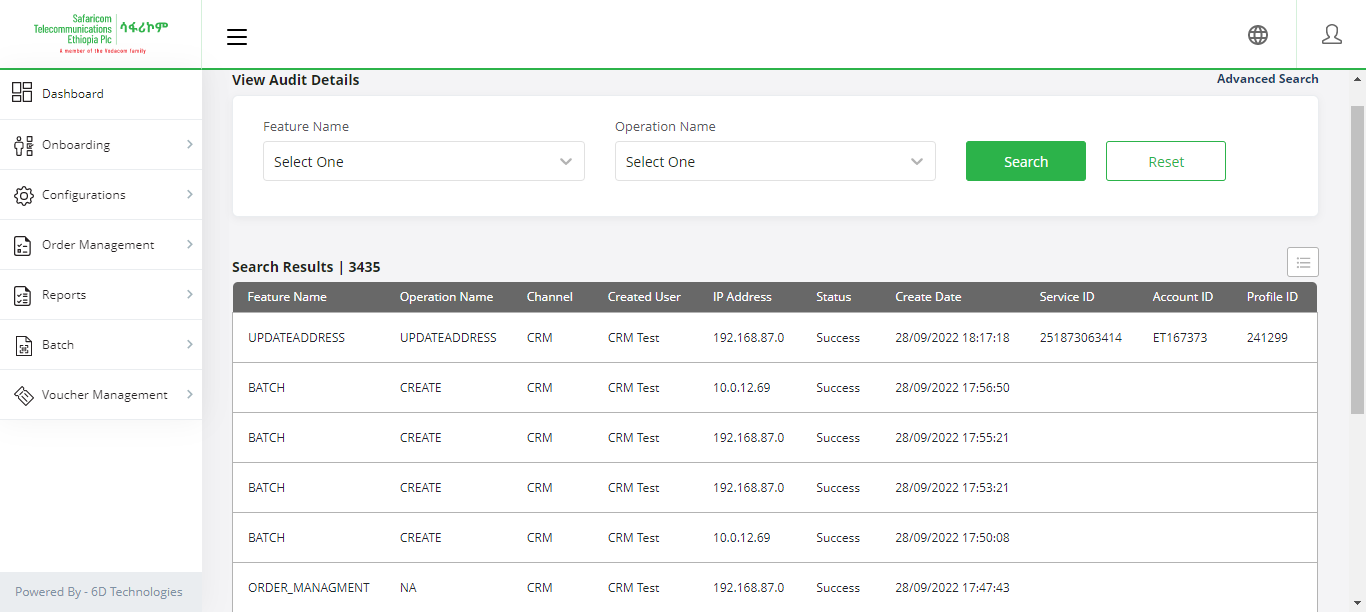 Safaricom
Telecommunications
Ethiopia Plc
ሳፋሪኮም
A member of the Vodacom family
View Audit Details
Advanced Search
Dashboard
Onboarding
Configurations
Order Management
Reports
Batch
Voucher Management
Powered By - 6D Technologies
Feature Name Operation Name
Select One Select One Search Reset
Search Results | 3435
Feature Name Operation Name Channel Created User IP Address Status Create Date Service ID Account ID Profile ID
UPDATEADDRESS UPDATEADDRESS CRM CRM Test 192.168.87.0 Success 28/09/2022 18:17:18 251873063414 ET167373 241299
BATCH CREATE CRM CRM Test 10.0.12.69 Success 28/09/2022 17:56:50
BATCH CREATE CRM CRM Test 192.168.87.0 Success 28/09/2022 17:55:21
BATCH CREATE CRM CRM Test 192.168.87.0 Success 28/09/2022 17:53:21
BATCH CREATE CRM CRM Test 10.0.12.69 Success 28/09/2022 17:50:08
ORDER_MANAGMENT NA CRM CRM Test 192.168.87.0 Success 28/09/2022 17:47:43